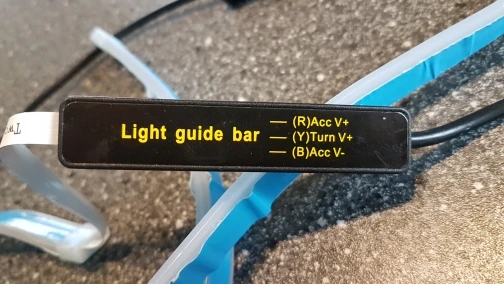 Light guide bar
(R)Acc V+
(Y)Turn V+
(B)Acc V-